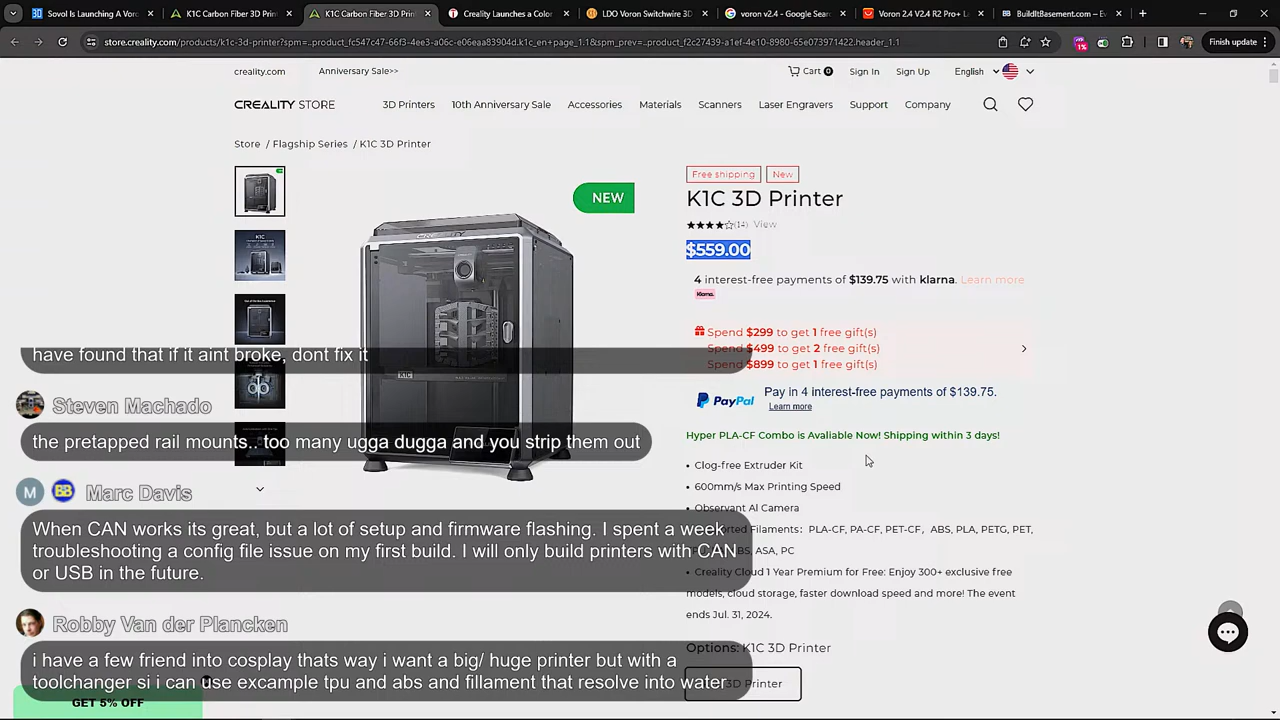 Sovol Is Launching A Voro
K1C Carbon Fiber 3D Print
K1C Carbon Fiber 3D Print
Creality Launches a Color
LDO Voron Switchwire 3D
voron v2.4 - Google Sear
Voron 2.4 V2.4 R2 Pro+ L
BuildItBasement.com – Ev
store.creality.com/products/k1c-3d-printer?spm=..product_fc547c47-66f3-4ee3-a06c-e06eaa83904d.k1c_en+page_1.1&spm_prev=..product_f2c27439-a1ef-4e10-8980-65e073971422.header_1.1
1%
Finish update
creality.com
Anniversary Sale>>
Cart 0
Sign In
Sign Up
English
CREALITY STORE
3D Printers
10th Anniversary Sale
Accessories
Materials
Scanners
Laser Engravers
Support
Company
Store / Flagship Series / K1C 3D Printer
NEW
K1C
Free shipping
New
K1C 3D Printer
(14) View
$559.00
4 interest-free payments of $139.75 with klarna. Learn more
Klarna.
Spend $299 to get 1 free gift(s)
Spend $499 to get 2 free gift(s)
Spend $899 to get 1 free gift(s)
PayPal
Pay in 4 interest-free payments of $139.75.
Learn more
Hyper PLA-CF Combo is Avaliable Now! Shipping within 3 days!
• Clog-free Extruder Kit
• 600mm/s Max Printing Speed
• Observant AI Camera
Filaments: PLA-CF, PA-CF, PET-CF, ABS, PLA, PETG, PET,
ASA, PC
• Creality Cloud 1 Year Premium for Free: Enjoy 300+ exclusive free
models, cloud storage, faster download speed and more! The event
ends Jul. 31, 2024.
Options: K1C 3D Printer
Printer
have found that if it aint broke, dont fix it
Steven Machado
the pretapped rail mounts.. too many ugga dugga and you strip them out
M
Marc Davis
When CAN works its great, but a lot of setup and firmware flashing. I spent a week
troubleshooting a config file issue on my first build. I will only build printers with CAN
or USB in the future.
Robby Van der Plancken
i have a few friend into cosplay thats way i want a big/ huge printer but with a
toolchanger si i can use excample tpu and abs and fillament that resolve into water
GET 5% OFF